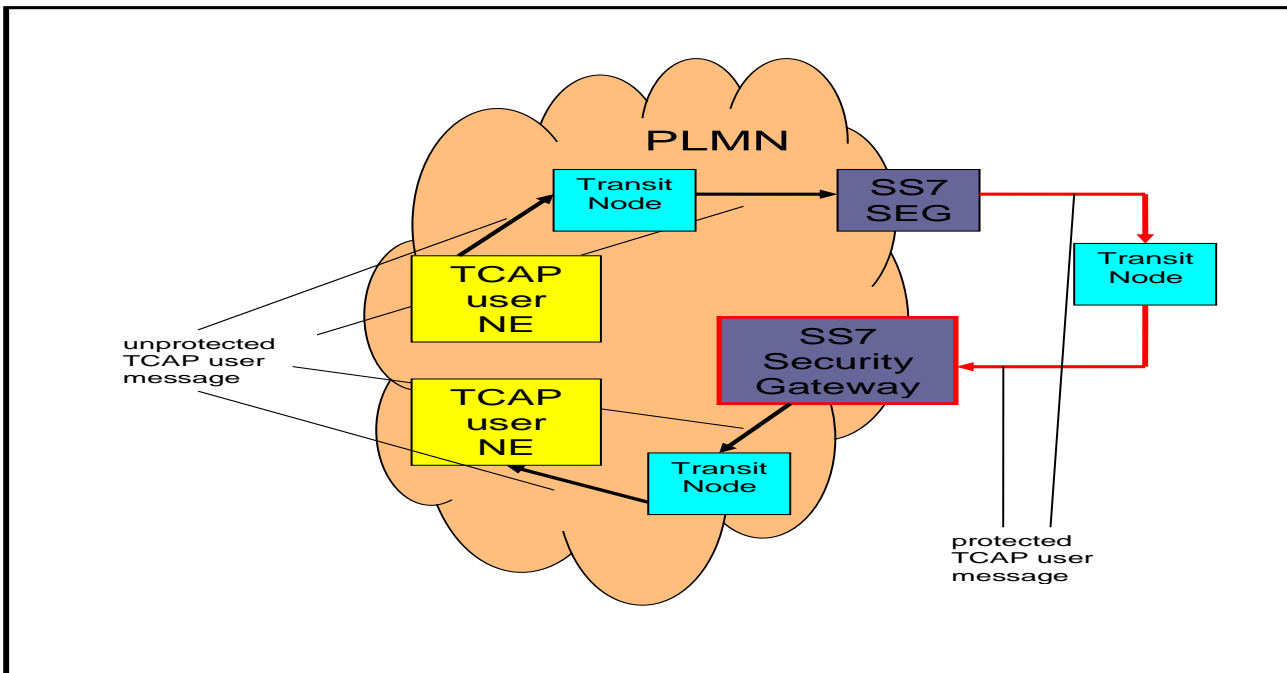 PLMN
Transit
Node
SS7
SEG
TCAP
user
NE
Transit
Node
unprotected
TCAP user
message
SS7
Security
Gateway
TCAP
user
NE
Transit
Node
protected
TCAP user
message